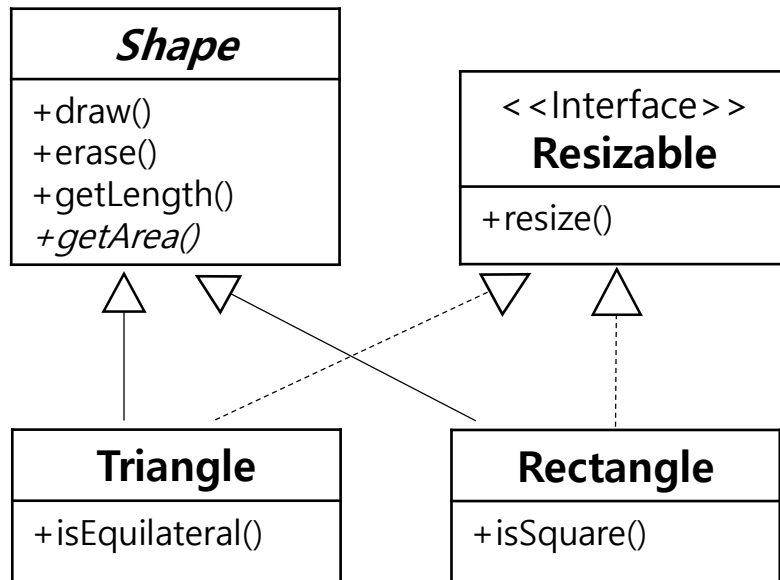 Shape
+draw()
+erase()
+getLength()
+getArea()
<<Interface>>
Resizable
+resize()
Triangle
+isEquilateral()
Rectangle
+isSquare()